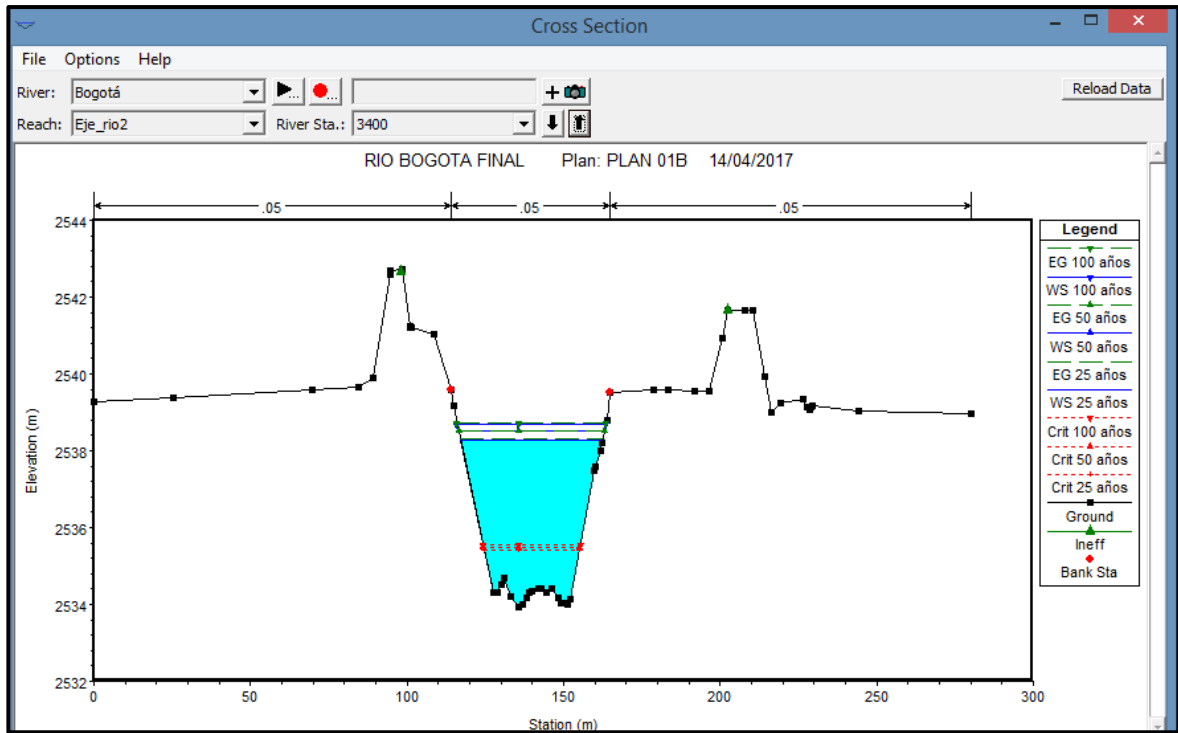 Cross Section
File Options Help
River: Bogotá ... ... Reload Data
Reach: Eje_rio2 River Sta.: 3400
RIO BOGOTA FINAL Plan: PLAN 01B 14/04/2017
.05 .05 .05
Legend
EG 100 años
WS 100 años
EG 50 años
WS 50 años
EG 25 años
WS 25 años
Crit 100 años
Crit 50 años
Crit 25 años
Ground
Ineff
Bank Sta
Elevation (m)
2544
2542
2540
2538
2536
2534
2532
0 50 100 150 200 250 300
Station (m)